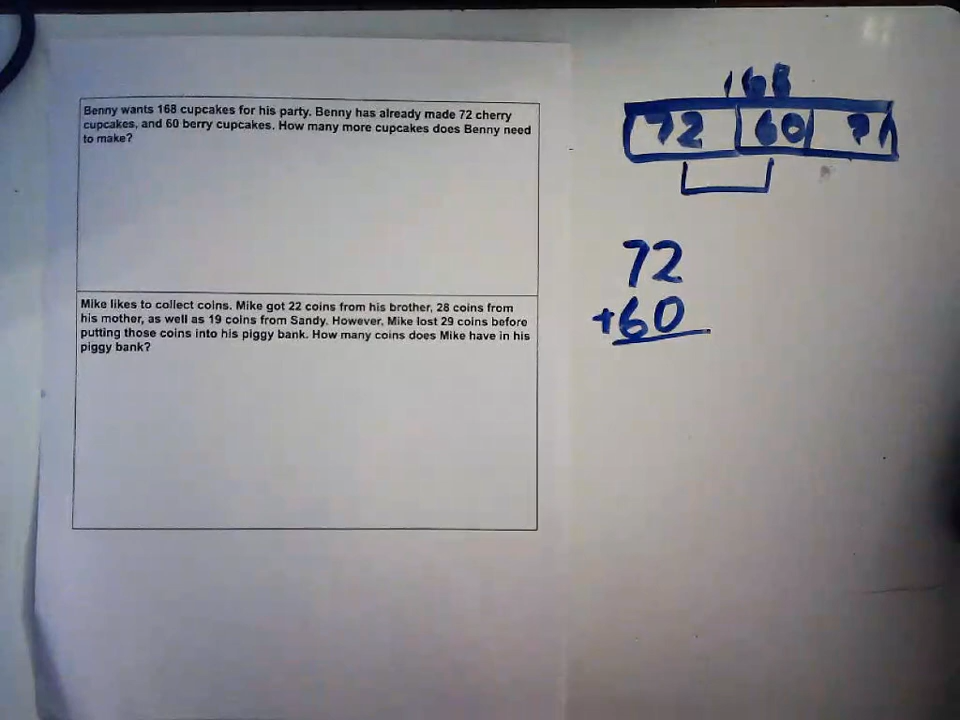 Benny wants 168 cupcakes for his party. Benny has already made 72 cherry
cupcakes, and 60 berry cupcakes. How many more cupcakes does Benny need
to make?
Mike likes to collect coins. Mike got 22 coins from his brother, 28 coins from
his mother, as well as 19 coins from Sandy. However, Mike lost 29 coins before
putting those coins into his piggy bank. How many coins does Mike have in his
piggy bank?
168
72 60 ?
72
+60